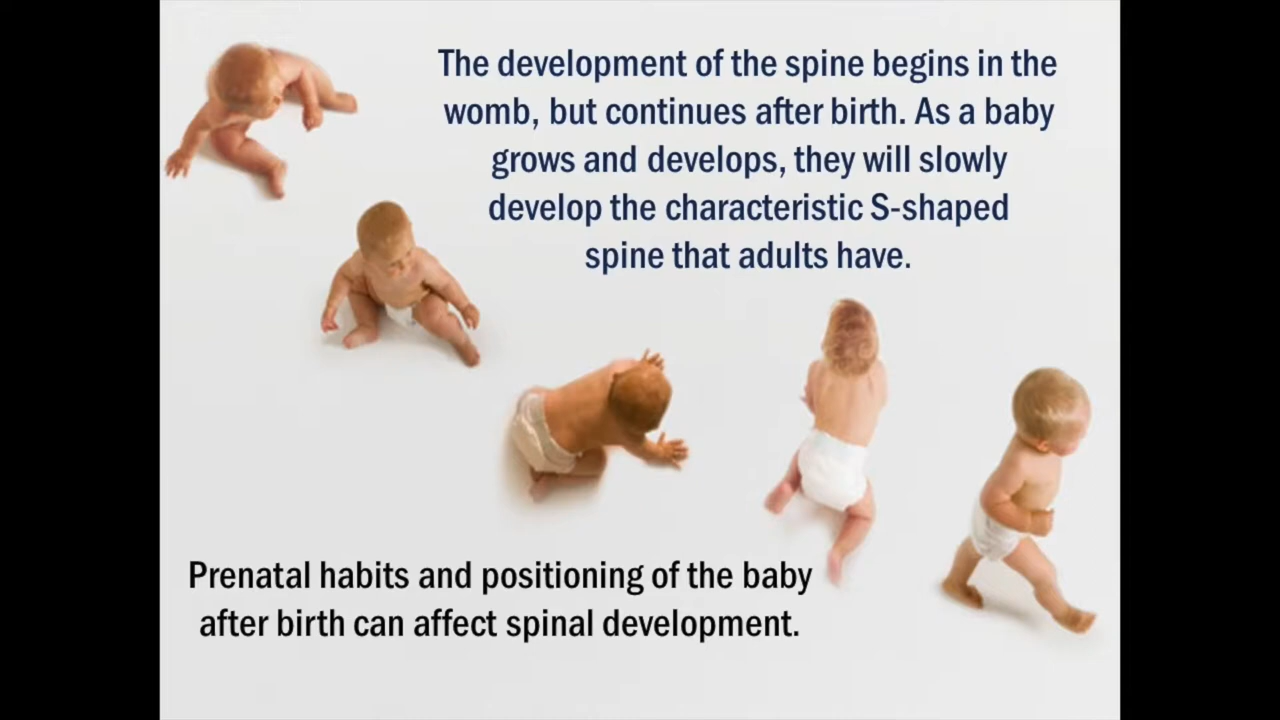 The development of the spine begins in the
womb, but continues after birth. As a baby
grows and develops, they will slowly
develop the characteristic S-shaped
spine that adults have.
Prenatal habits and positioning of the baby
after birth can affect spinal development.